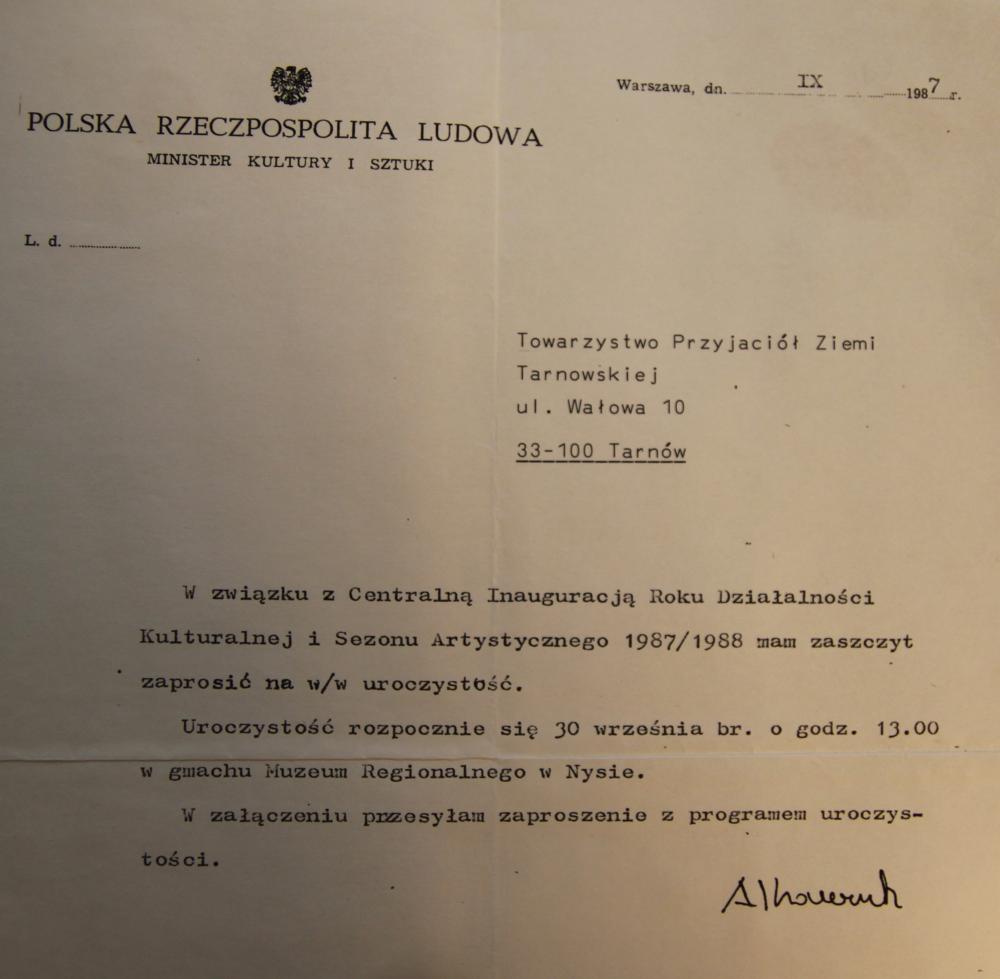 Warszawa, dn. IX 1987 r.
POLSKA RZECZPOSPOLITA LUDOWA
MINISTER KULTURY I SZTUKI
L. d.
Towarzystwo Przyjaciół Ziemi
Tarnowskiej
ul. Wałowa 10
33-100 Tarnów
W związku z Centralną Inauguracją Roku Działalności
Kulturalnej i Sezonu Artystycznego 1987/1988 mam zaszczyt
zaprosić na w/w uroczystość.
Uroczystość rozpocznie się 30 września br. o godz. 13.00
w gmachu Muzeum Regionalnego w Nysie.
W załączeniu przesyłam zaproszenie z programem uroczys-
tości.